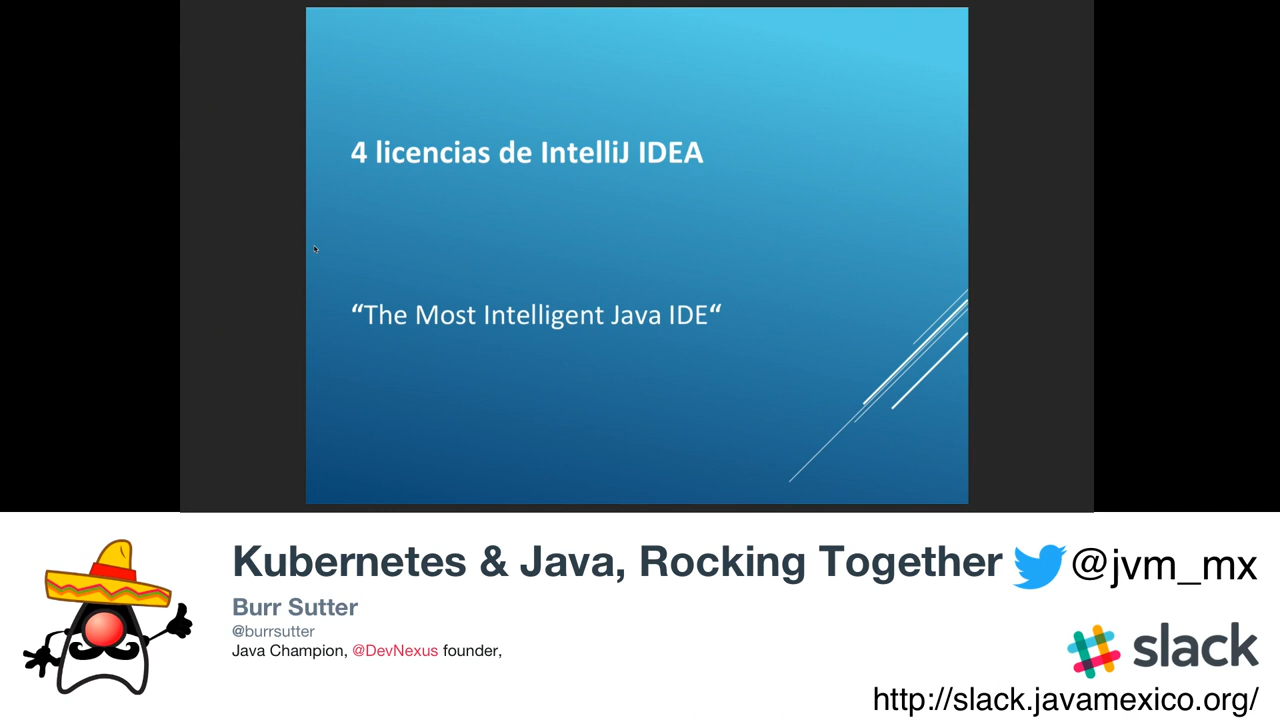 4 licencias de IntelliJ IDEA
“The Most Intelligent Java IDE“
Kubernetes & Java, Rocking Together
@jvm_mx
Burr Sutter
@burrsutter
Java Champion, @DevNexus founder,
slack
http://slack.javamexico.org/